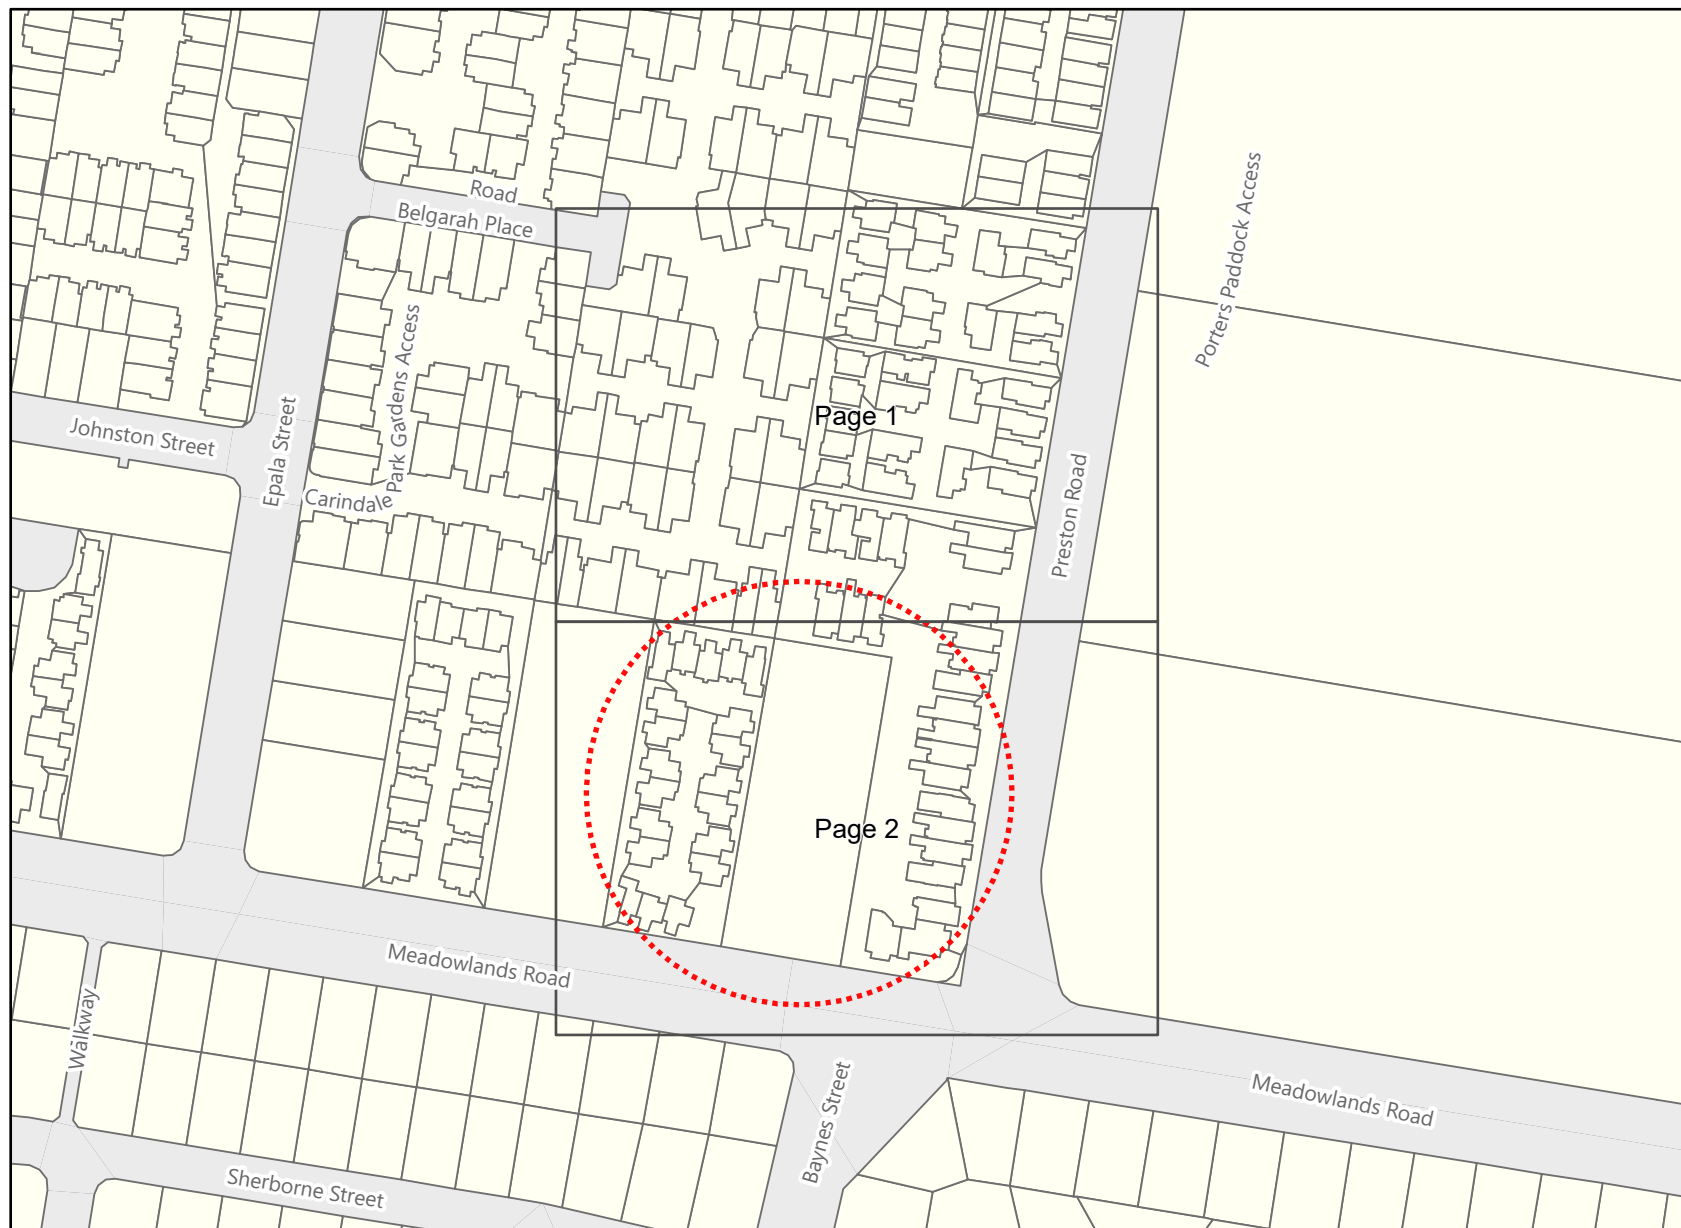 Road
Belgarah Place
Porters Paddock Access
Park Gardens Access
Page 1
Johnston Street
Epala Street
Carindale
Preston Road
Page 2
Meadowlands Road
Walkway
Baynes Street
Meadowlands Road
Sherborne Street